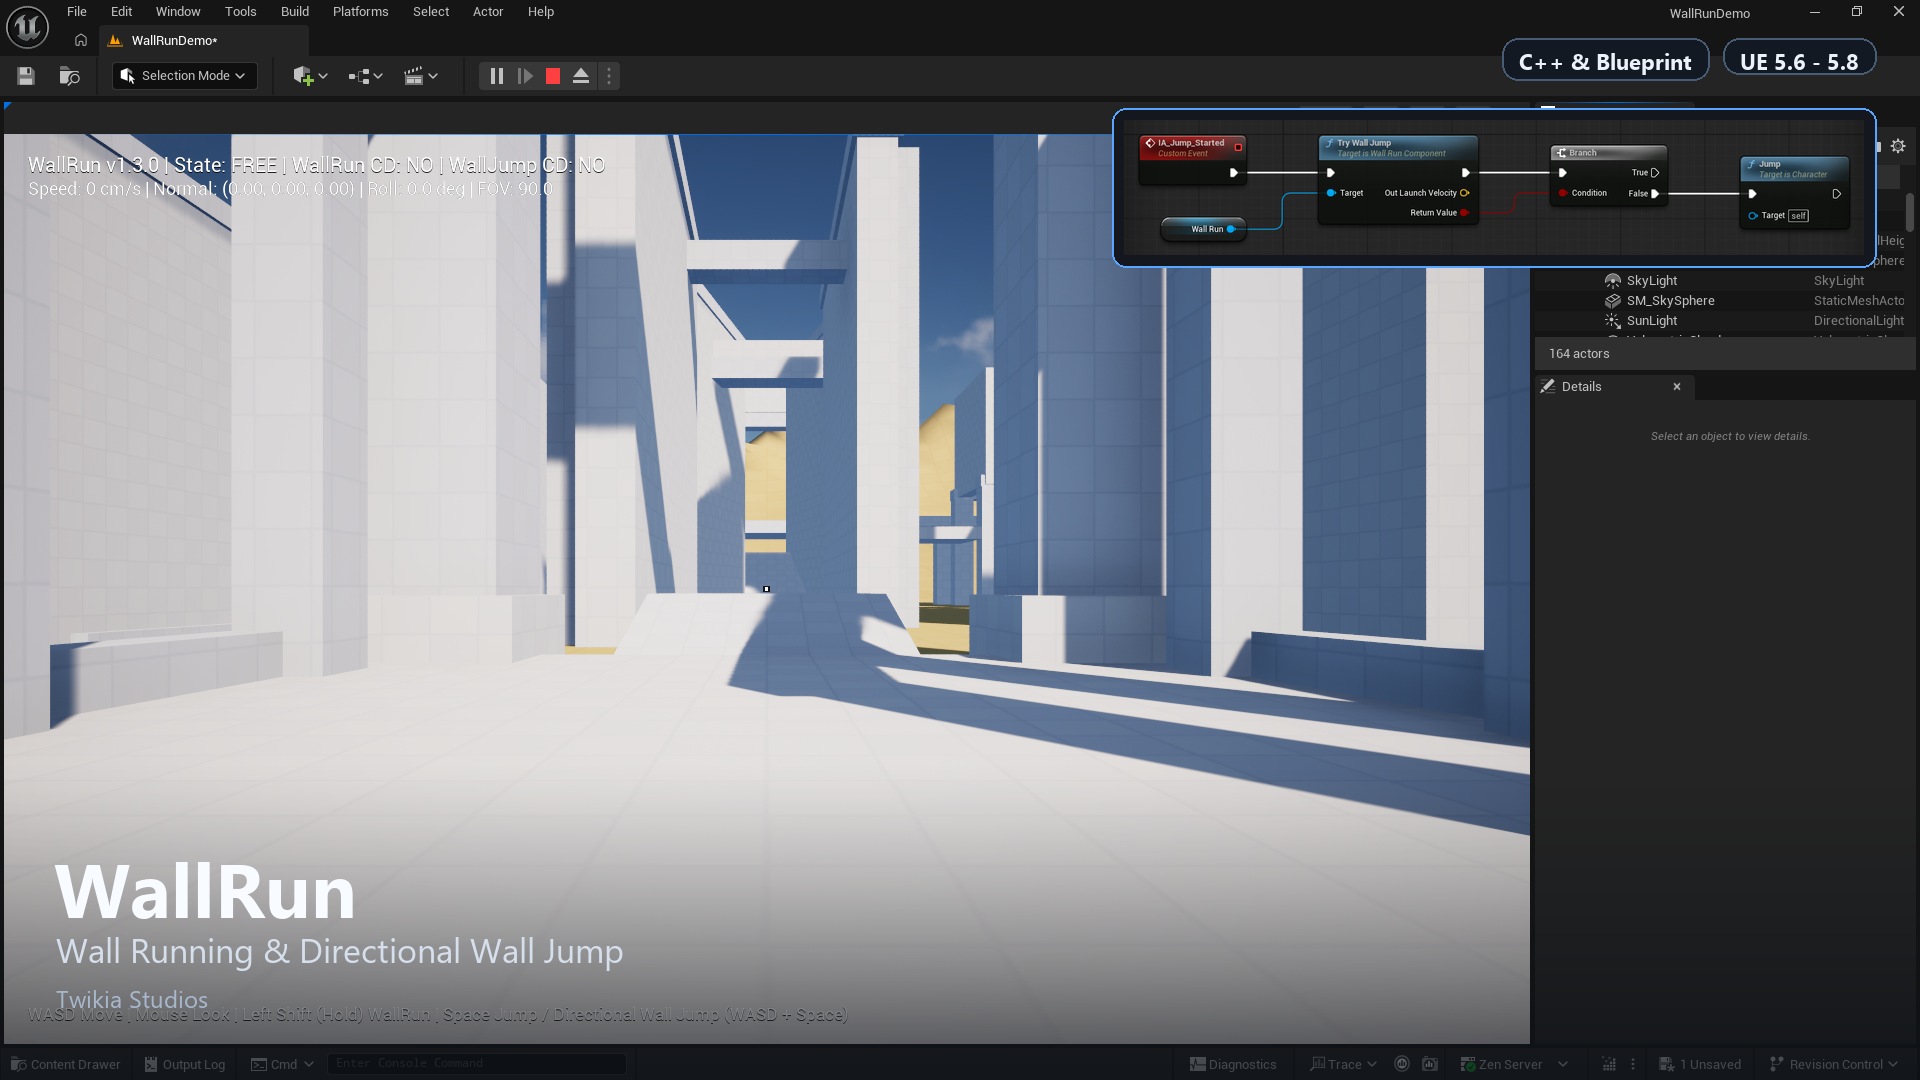 File Edit Window Tools Build Platforms Select Actor Help
WallRunDemo
WallRunDemo*
Selection Mode
C++ & Blueprint
UE 5.6 - 5.8
WallRun v1.3.0 | State: FREE | WallRun CD: NO | WallJump CD: NO
Speed: 0 cm/s | Normal: (0.00, 0.00, 0.00) | Roll: 0.0 deg | FOV: 90.0
IA_Jump_Started
Custom Event
Wall Run
Try Wall Jump
Target is Wall Run Component
Target
Out Launch Velocity
Return Value
Branch
True
Condition
False
Jump
Target is Character
Target self
SkyLight SkyLight
SM_SkySphere StaticMeshActo
SunLight DirectionalLight
164 actors
Details
Select an object to view details.
WallRun
Wall Running & Directional Wall Jump
Twikia Studios
WASD Move | Mouse Look | Left Shift (Hold) WallRun | Space Jump / Directional Wall Jump (WASD + Space)
Content Drawer
Output Log
Cmd
Enter Console Command
Diagnostics
Trace
Zen Server
1 Unsaved
Revision Control